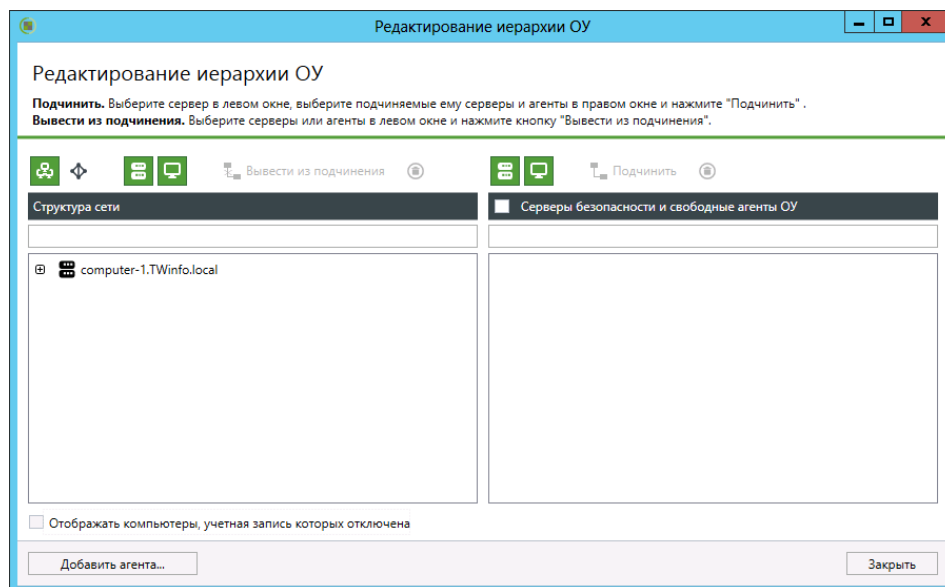 Редактирование иерархии ОУ
Редактирование иерархии ОУ
Подчинить. Выберите сервер в левом окне, выберите подчиняемые ему серверы и агенты в правом окне и нажмите "Подчинить" .
Вывести из подчинения. Выберите серверы или агенты в левом окне и нажмите кнопку "Вывести из подчинения".
Вывести из подчинения
Подчинить
Структура сети
Серверы безопасности и свободные агенты ОУ
computer-1.TWinfo.local
Отображать компьютеры, учетная запись которых отключена
Добавить агента...
Закрыть